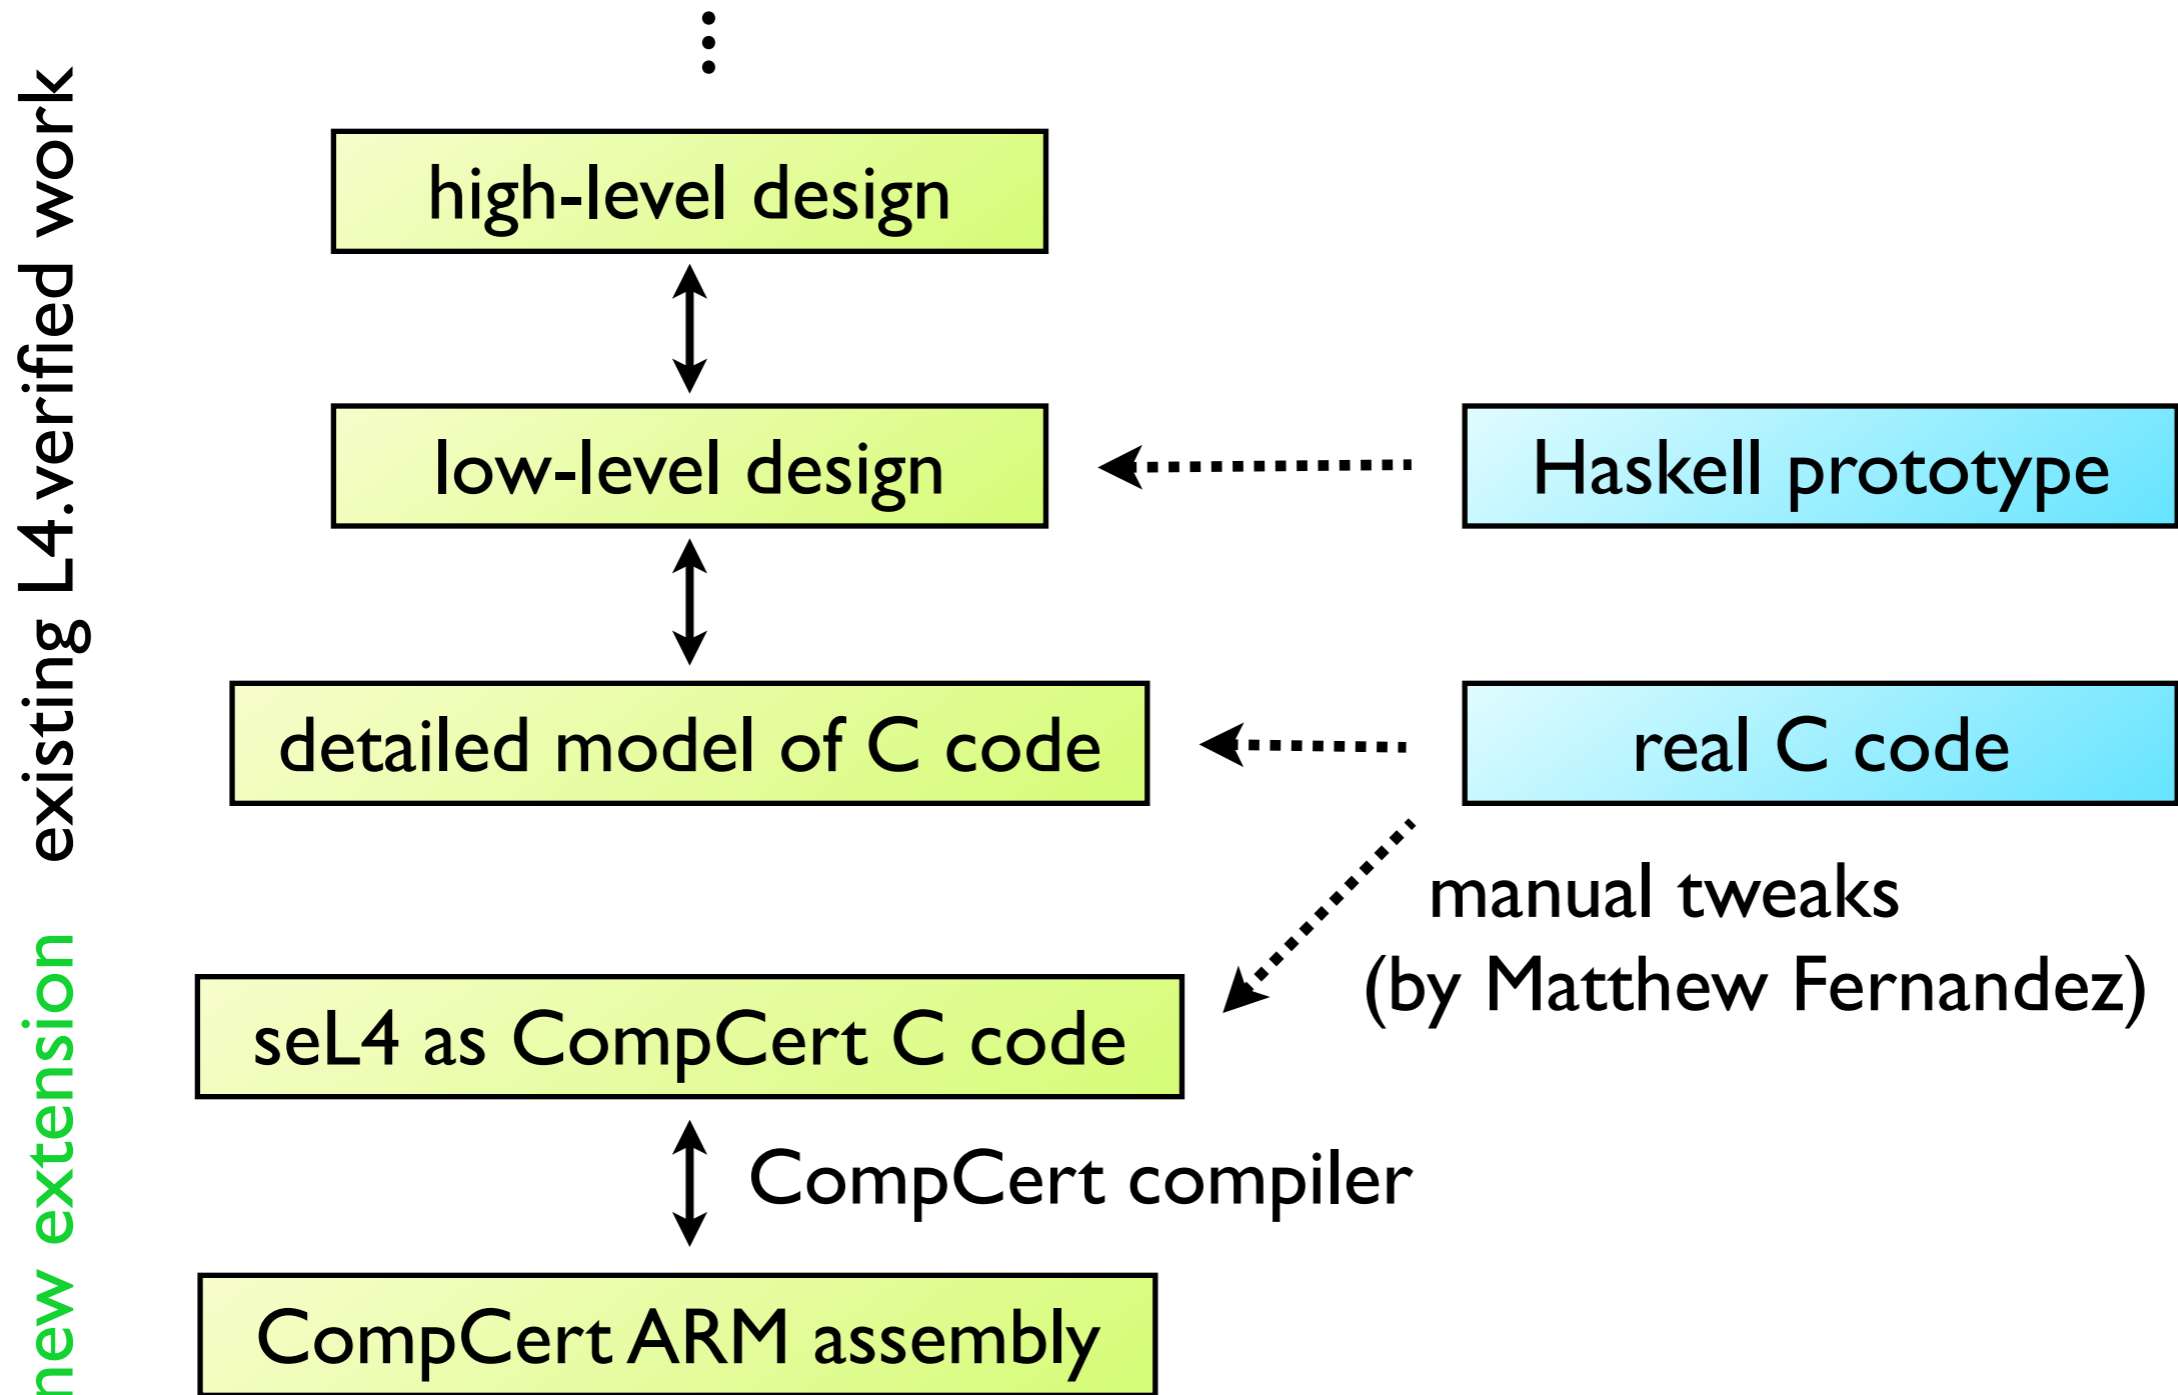 existing L4.verified work
new extension
high-level design
low-level design
Haskell prototype
detailed model of C code
real C code
manual tweaks
(by Matthew Fernandez)
seL4 as CompCert C code
CompCert compiler
CompCert ARM assembly